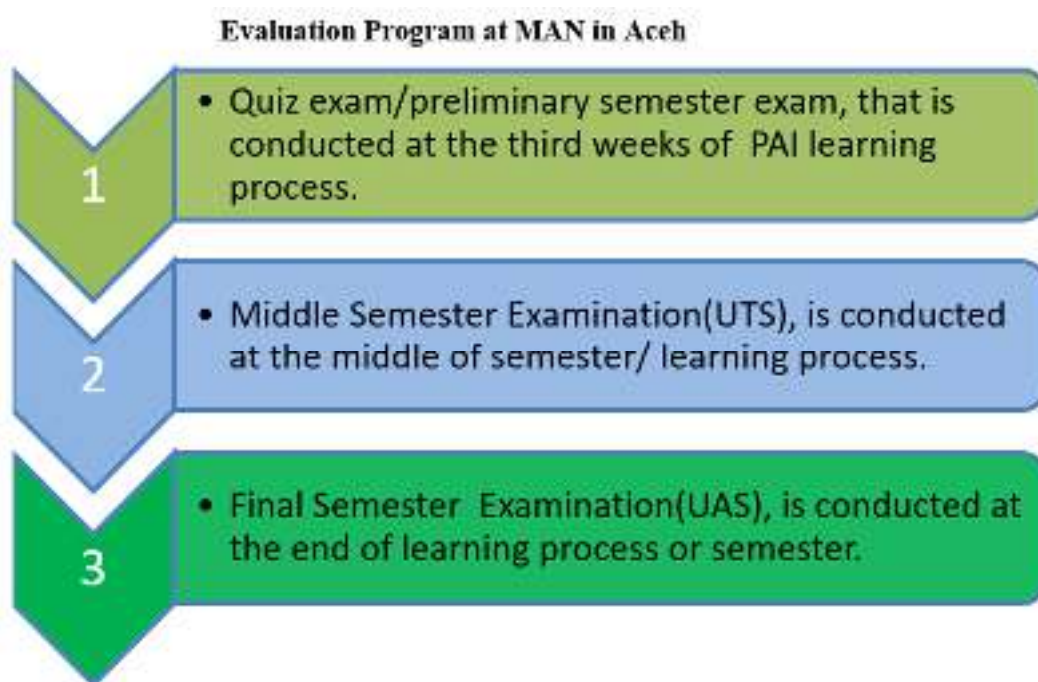 Evaluation Program at MAN in Aceh
1
• Quiz exam/preliminary semester exam, that is
conducted at the third weeks of PAI learning
process.
2
• Middle Semester Examination(UTS), is conducted
at the middle of semester/ learning process.
3
• Final Semester Examination(UAS), is conducted at
the end of learning process or semester.